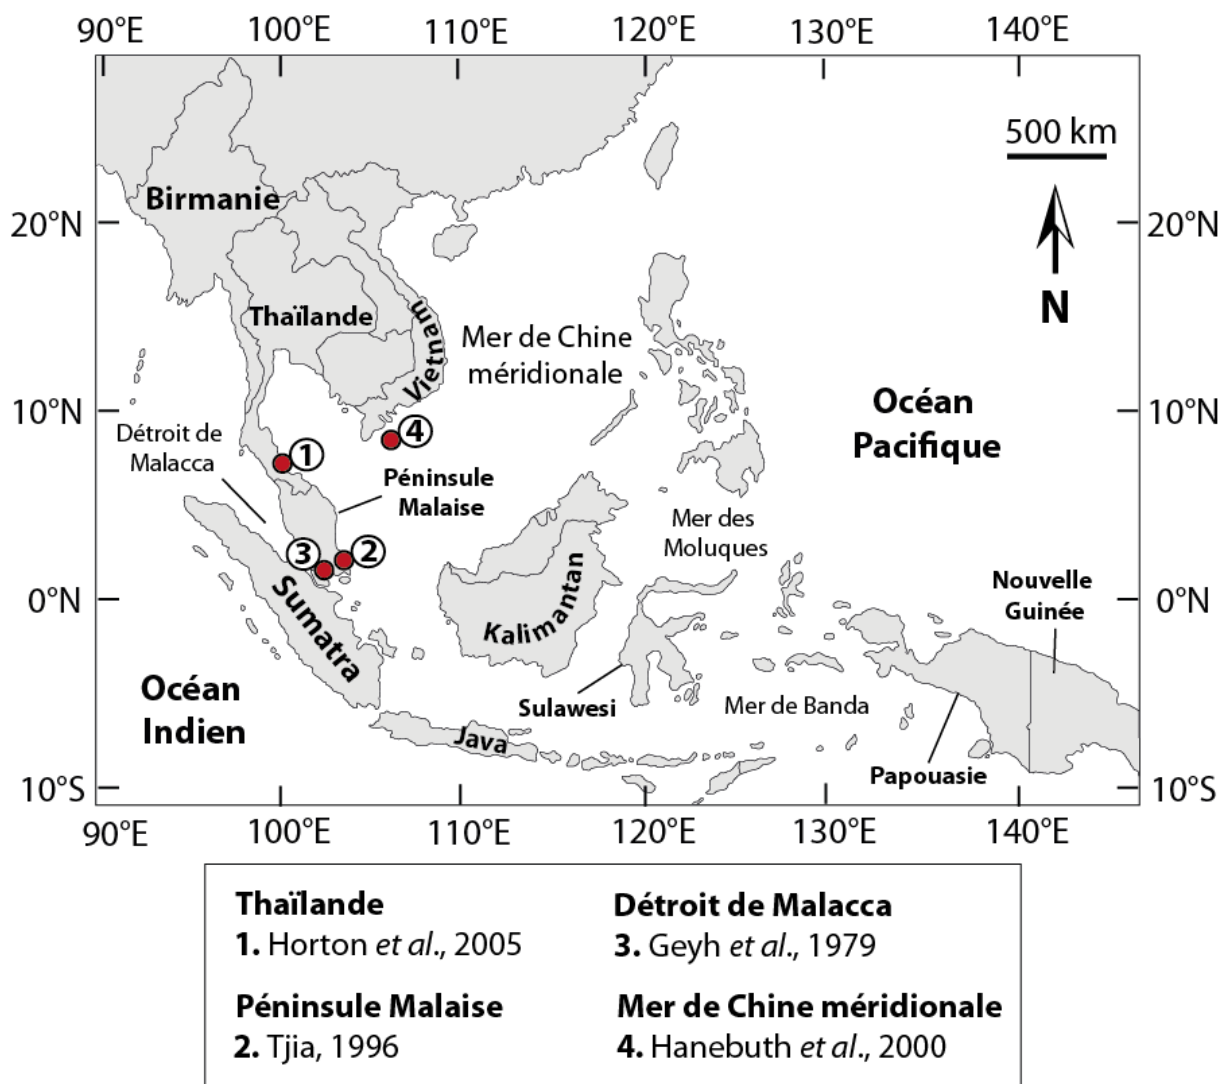 90°E 100°E 110°E 120°E 130°E 140°E
500 km
Birmanie
20°N 20°N
N
Thaïlande
Vietnam
Mer de Chine
méridionale
10°N 10°N
Océan
Pacifique
Détroit de
Malacca
4
1
Péninsule
Malaise
Mer des
Moluques
3 2
Nouvelle
Guinée
0°N 0°N
Sumatra
Kalimantan
Océan
Indien
Sulawesi
Mer de Banda
Java
Papouasie
10°S 10°S
90°E 100°E 110°E 120°E 130°E 140°E
Thaïlande
1. Horton et al., 2005
Péninsule Malaise
2. Tjia, 1996
Détroit de Malacca
3. Geyh et al., 1979
Mer de Chine méridionale
4. Hanebuth et al., 2000